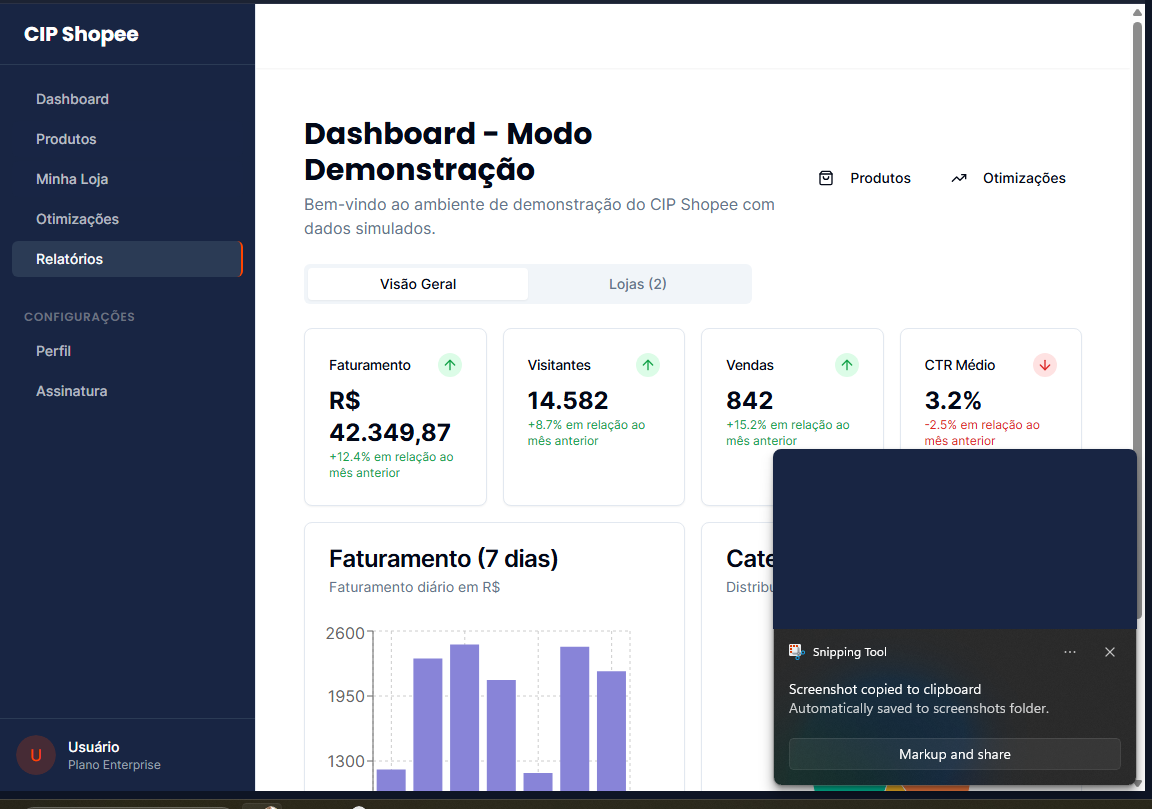 CIP Shopee
Dashboard
Produtos
Minha Loja
Otimizações
Relatórios
CONFIGURAÇÕES
Perfil
Assinatura
U
Usuário
Plano Enterprise
Dashboard - Modo
Demonstração
Bem-vindo ao ambiente de demonstração do CIP Shopee com
dados simulados.
Produtos
Otimizações
Visão Geral
Lojas (2)
Faturamento
R$
42.349,87
+12.4% em relação ao
mês anterior
Visitantes
14.582
+8.7% em relação ao
mês anterior
Vendas
842
+15.2% em relação ao
mês anterior
CTR Médio
3.2%
-2.5% em relação ao
mês anterior
Faturamento (7 dias)
Faturamento diário em R$
2600
1950
1300
Cate
Distribu
Snipping Tool
Screenshot copied to clipboard
Automatically saved to screenshots folder.
Markup and share